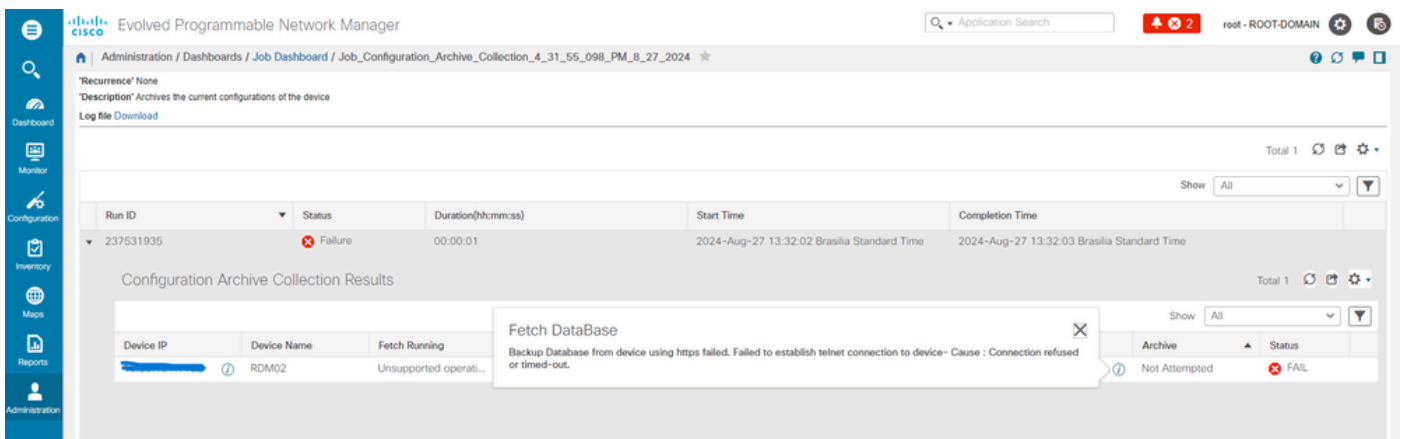 cisco Evolved Programmable Network Manager
Application Search
2
root - ROOT-DOMAIN
Administration / Dashboards / Job Dashboard / Job_Configuration_Archive_Collection_4_31_55_098_PM_8_27_2024
"Recurrence" None
"Description" Archives the current configurations of the device
Log file Download
Dashboard
Monitor
Configuration
Inventory
Maps
Reports
Administration
Total 1
Show All
Run ID Status Duration(hh:mm:ss) Start Time Completion Time
237531935 Failure 00:00:01 2024-Aug-27 13:32:02 Brasilia Standard Time 2024-Aug-27 13:32:03 Brasilia Standard Time
Configuration Archive Collection Results Total 1
Show All
Fetch DataBase
Backup Database from device using https failed. Failed to establish telnet connection to device- Cause : Connection refused
or timed-out.
Device IP Device Name Fetch Running Archive Status
RDM02 Unsupported operati... Not Attempted FAIL